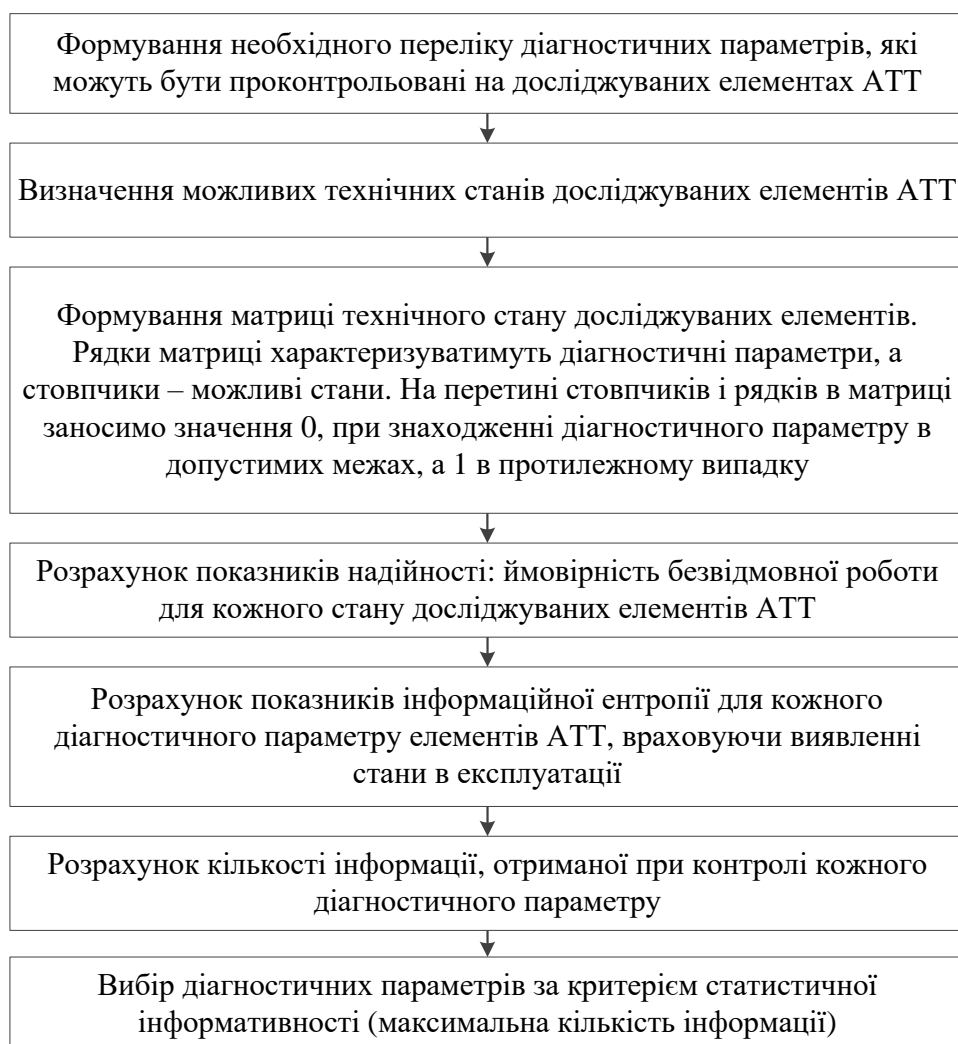 Формування необхідного переліку діагностичних параметрів, які
можуть бути проконтрольовані на досліджуваних елементах АТТ
Визначення можливих технічних станів досліджуваних елементів АТТ
Формування матриці технічного стану досліджуваних елементів.
Рядки матриці характеризуватимуть діагностичні параметри, а
стовпчики – можливі стани. На перетині стовпчиків і рядків в матриці
заносимо значення 0, при знаходженні діагностичного параметру в
допустимих межах, а 1 в протилежному випадку
Розрахунок показників надійності: ймовірність безвідмовної роботи
для кожного стану досліджуваних елементів АТТ
Розрахунок показників інформаційної ентропії для кожного
діагностичного параметру елементів АТТ, враховуючи виявленні
стани в експлуатації
Розрахунок кількості інформації, отриманої при контролі кожного
діагностичного параметру
Вибір діагностичних параметрів за критерієм статистичної
інформативності (максимальна кількість інформації)